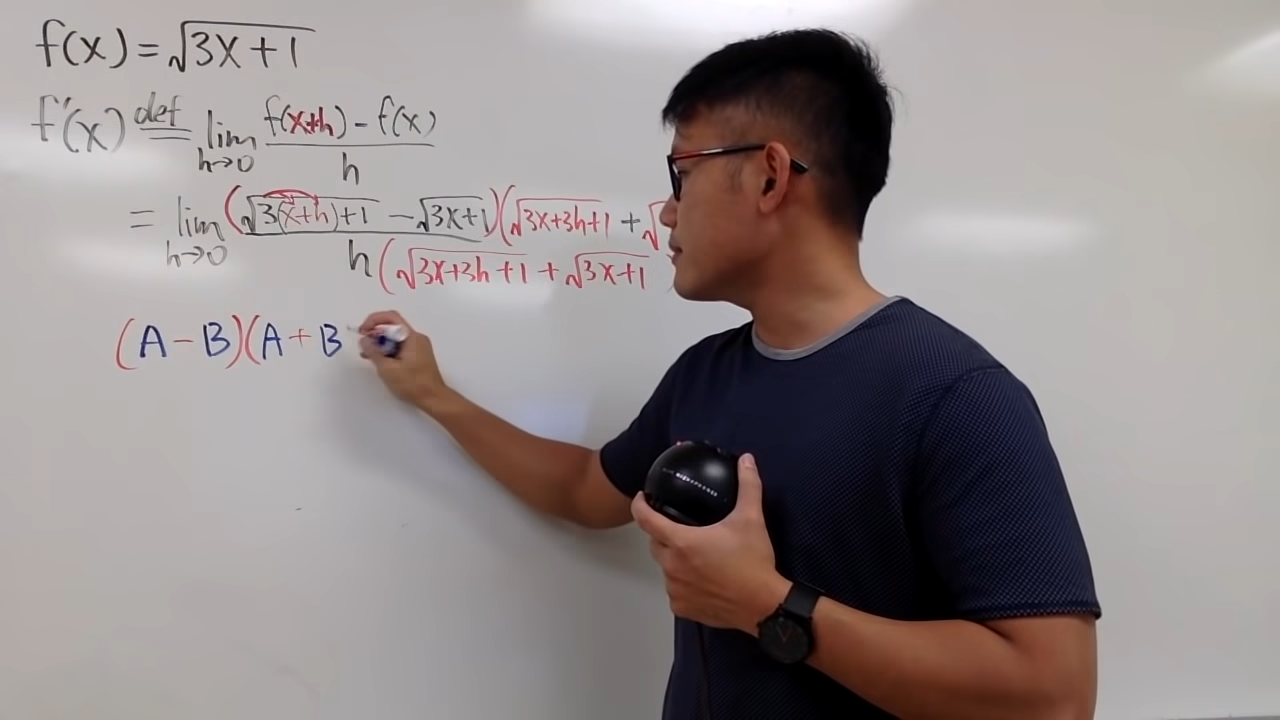 f(x) = √3x+1
f'(x) def= lim h→0 f(x+h) - f(x) / h
= lim h→0 (√3(x+h)+1 - √3x+1)(√3x+3h+1 + √ / h(√3x+3h+1 + √3x+1
(A - B)(A + B